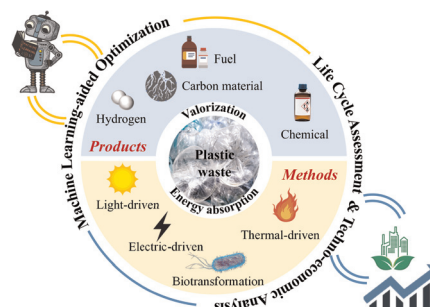 Machine Learning-aided Optimization
Life Cycle Assessment & Techno-economic Analysis
Fuel
Carbon material
Hydrogen
Chemical
Products
Valorization
Plastic
waste
Energy absorption
Methods
Light-driven
Electric-driven
Thermal-driven
Biotransformation